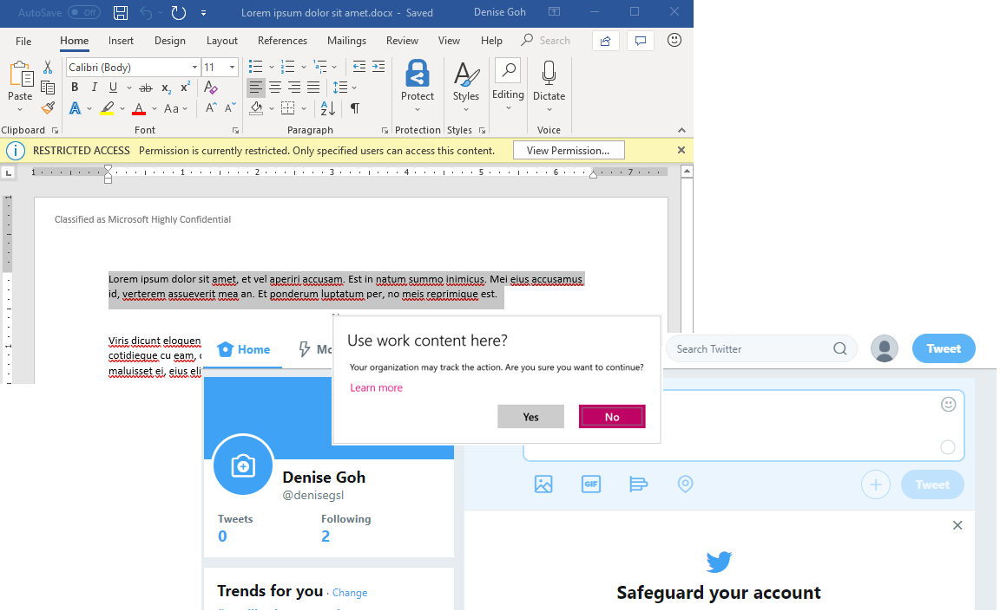 AutoSave Off Lorem ipsum dolor sit amet.docx - Saved Denise Goh
File Home Insert Design Layout References Mailings Review View Help Search
Calibri (Body) 11
Paste B I U ab x₂ x² Protect Styles Editing Dictate
A A Aa A A
Clipboard Font Paragraph Protection Styles Voice
RESTRICTED ACCESS Permission is currently restricted. Only specified users can access this content. View Permission...
1 1 2 3 4 5 6 7
Classified as Microsoft Highly Confidential
Lorem ipsum dolor sit amet, et vel aperiri accusam. Est in natum summo inimicus. Mei eius accusamus
id, verterem assueverit mea an. Et ponderum luptatum per, no meis reprimique est.
Viris dicunt eloquen
cotidieque cu eam,
maluisset ei, eius eli
Home Mo
Search Twitter Tweet
Use work content here?
Your organization may track the action. Are you sure you want to continue?
Learn more
Yes No
Denise Goh
@denisegsl
Tweets Following
0 2
GIF Tweet
Trends for you · Change
Safeguard your account